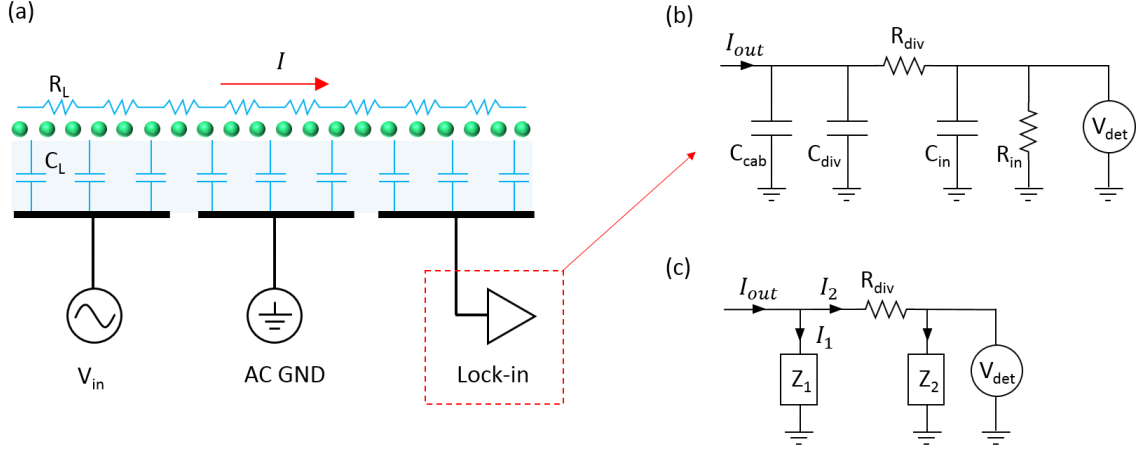 (a)
I
R_L
C_L
V_in
AC GND
Lock-in
(b)
I_out
R_div
C_cab
C_div
C_in
R_in
V_det
(c)
I_out
I_2
R_div
I_1
Z_1
Z_2
V_det